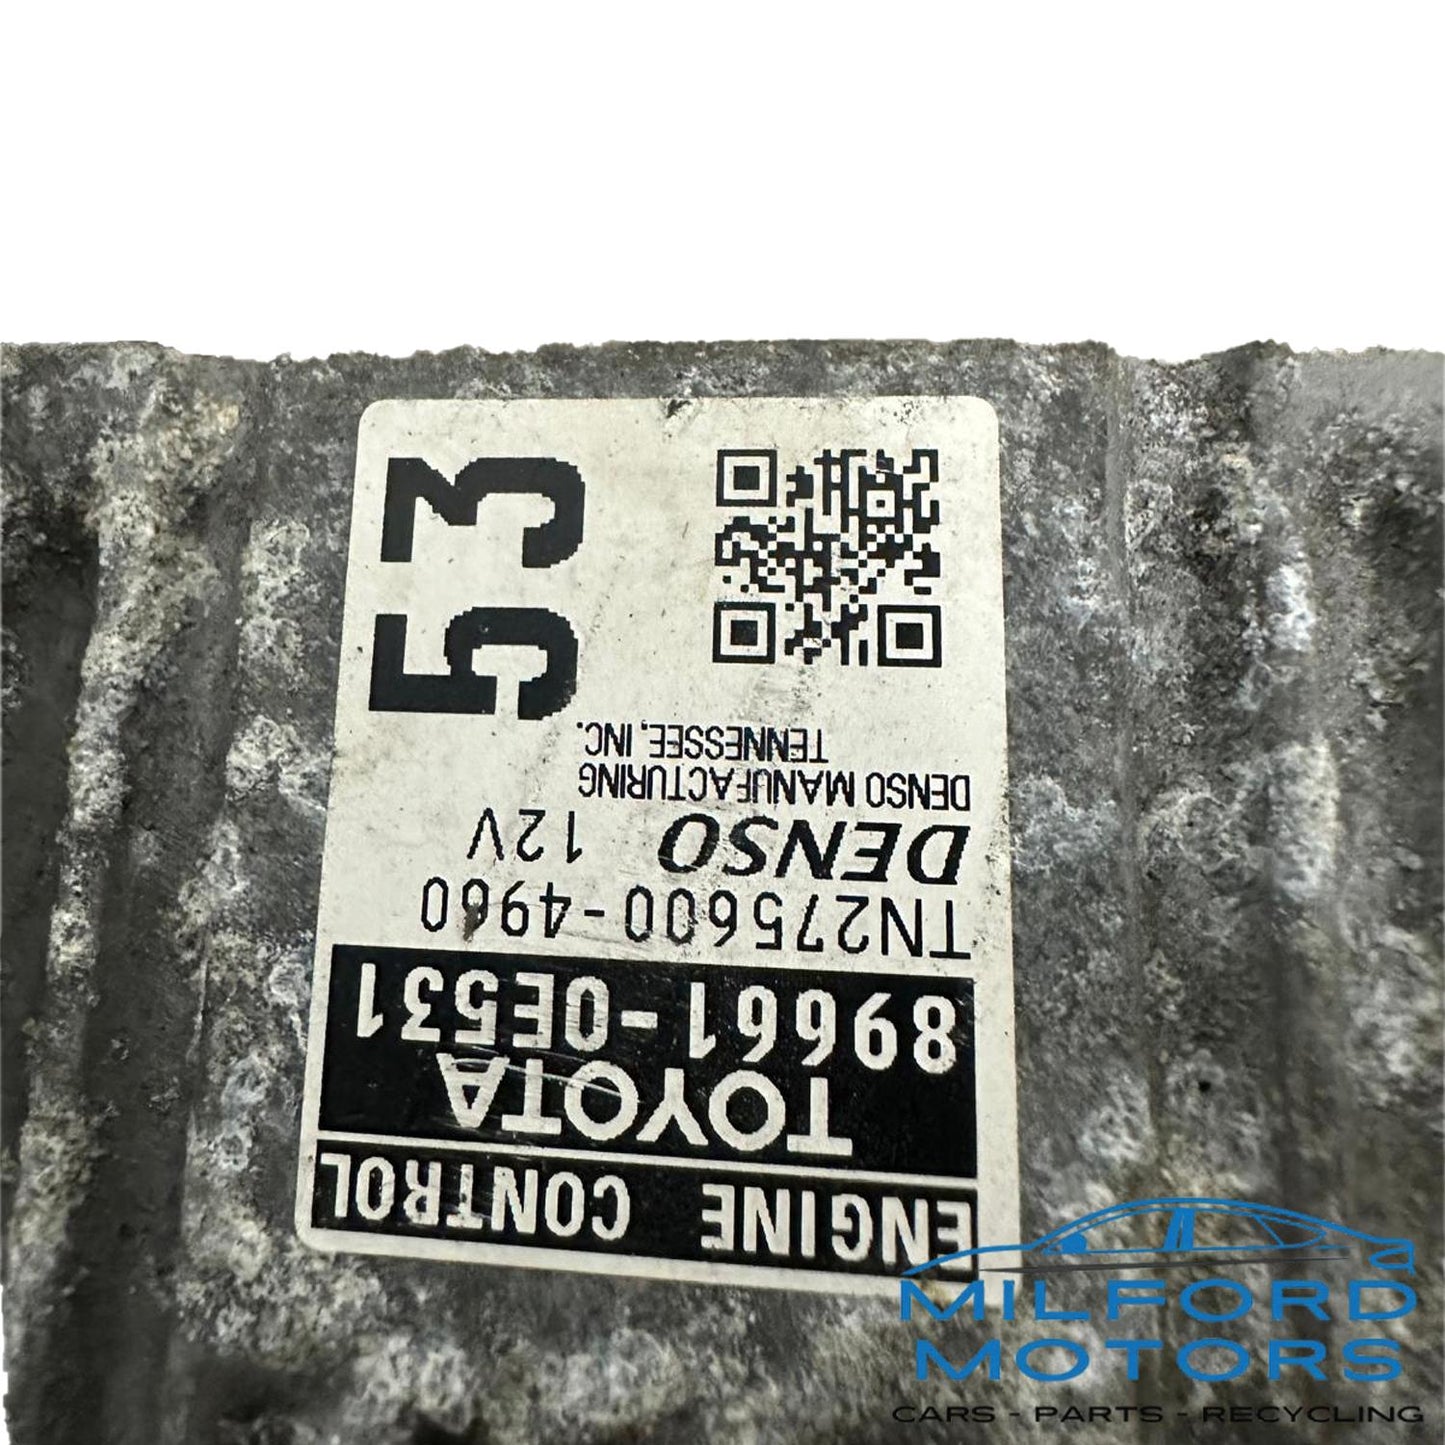 ENGINE CONTROL
TOYOTA
89661-0E531
TN275600-4960
DENSO 12V
DENSO MANUFACTURING
TENNESSEE, INC.
53
MILFORD
MOTORS
CARS - PARTS - RECYCLING